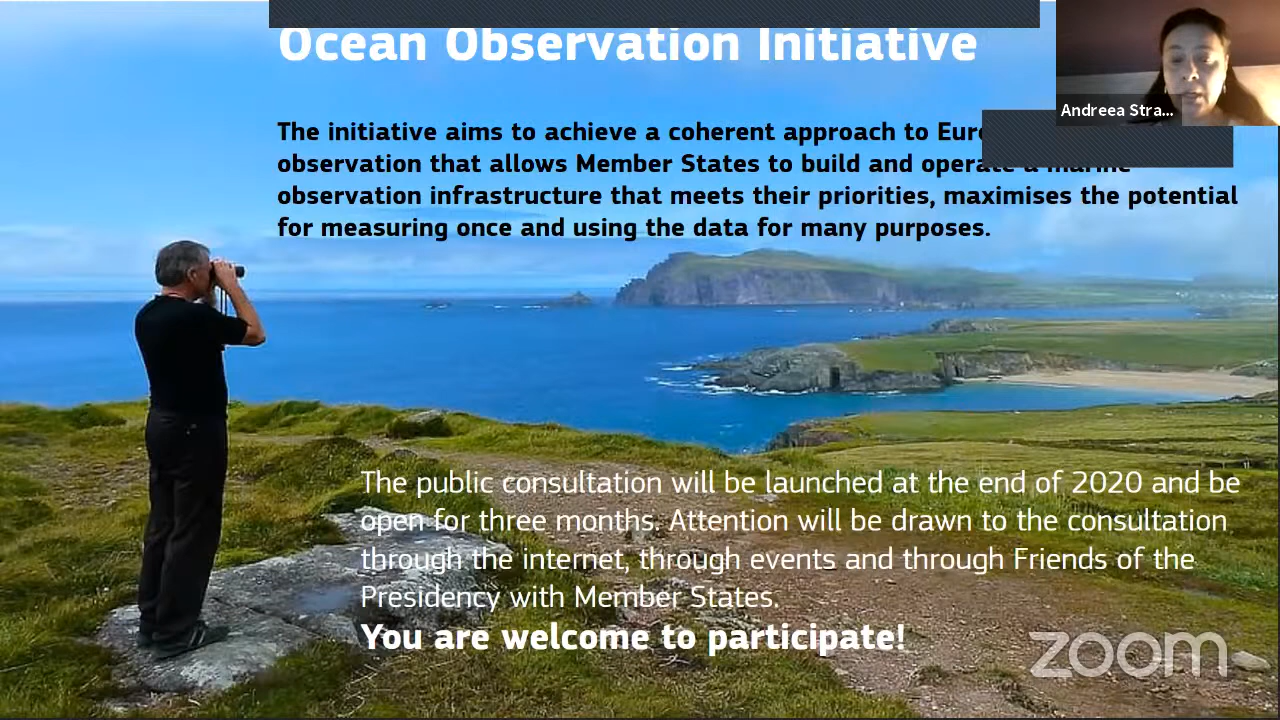 Ocean Observation Initiative
Andreea Stra...
The initiative aims to achieve a coherent approach to
observation that allows Member States to build and operate a marine
observation infrastructure that meets their priorities, maximises the potential
for measuring once and using the data for many purposes.
The public consultation will be launched at the end of 2020 and be
open for three months. Attention will be drawn to the consultation
through the internet, through events and through Friends of the
Presidency with Member States.
You are welcome to participate!
zoom